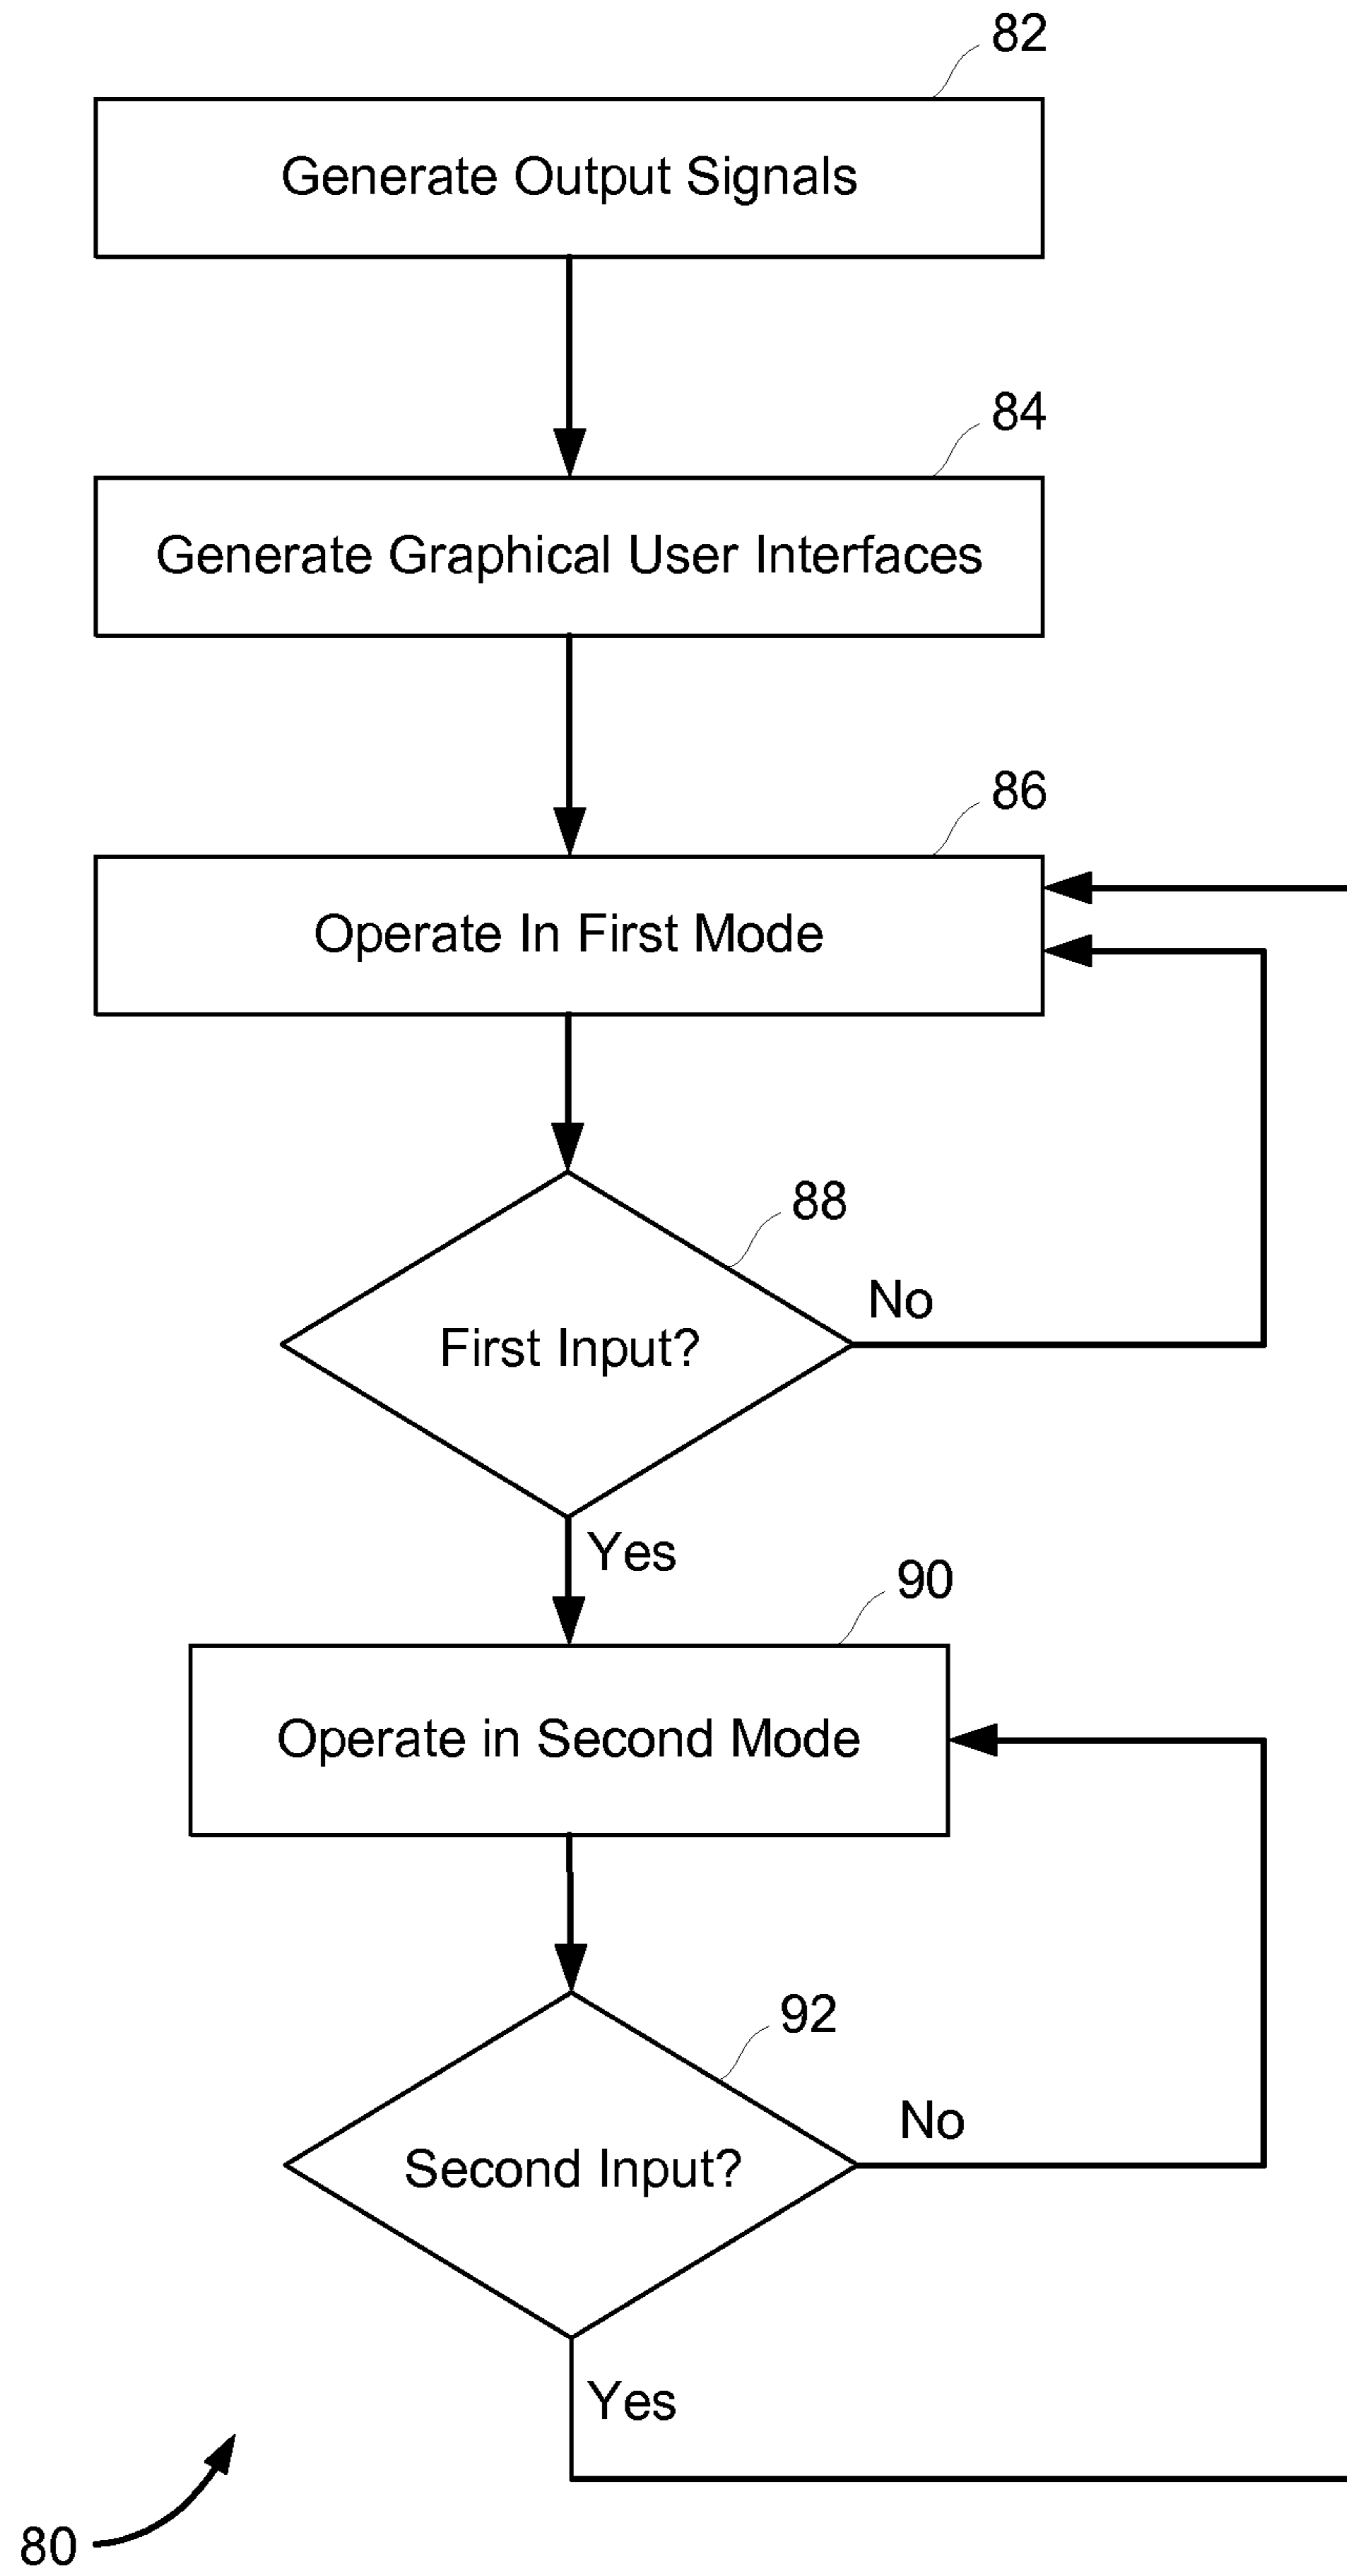 82
Generate Output Signals
84
Generate Graphical User Interfaces
86
Operate In First Mode
88
First Input?
No
Yes
90
Operate in Second Mode
92
Second Input?
No
Yes
80